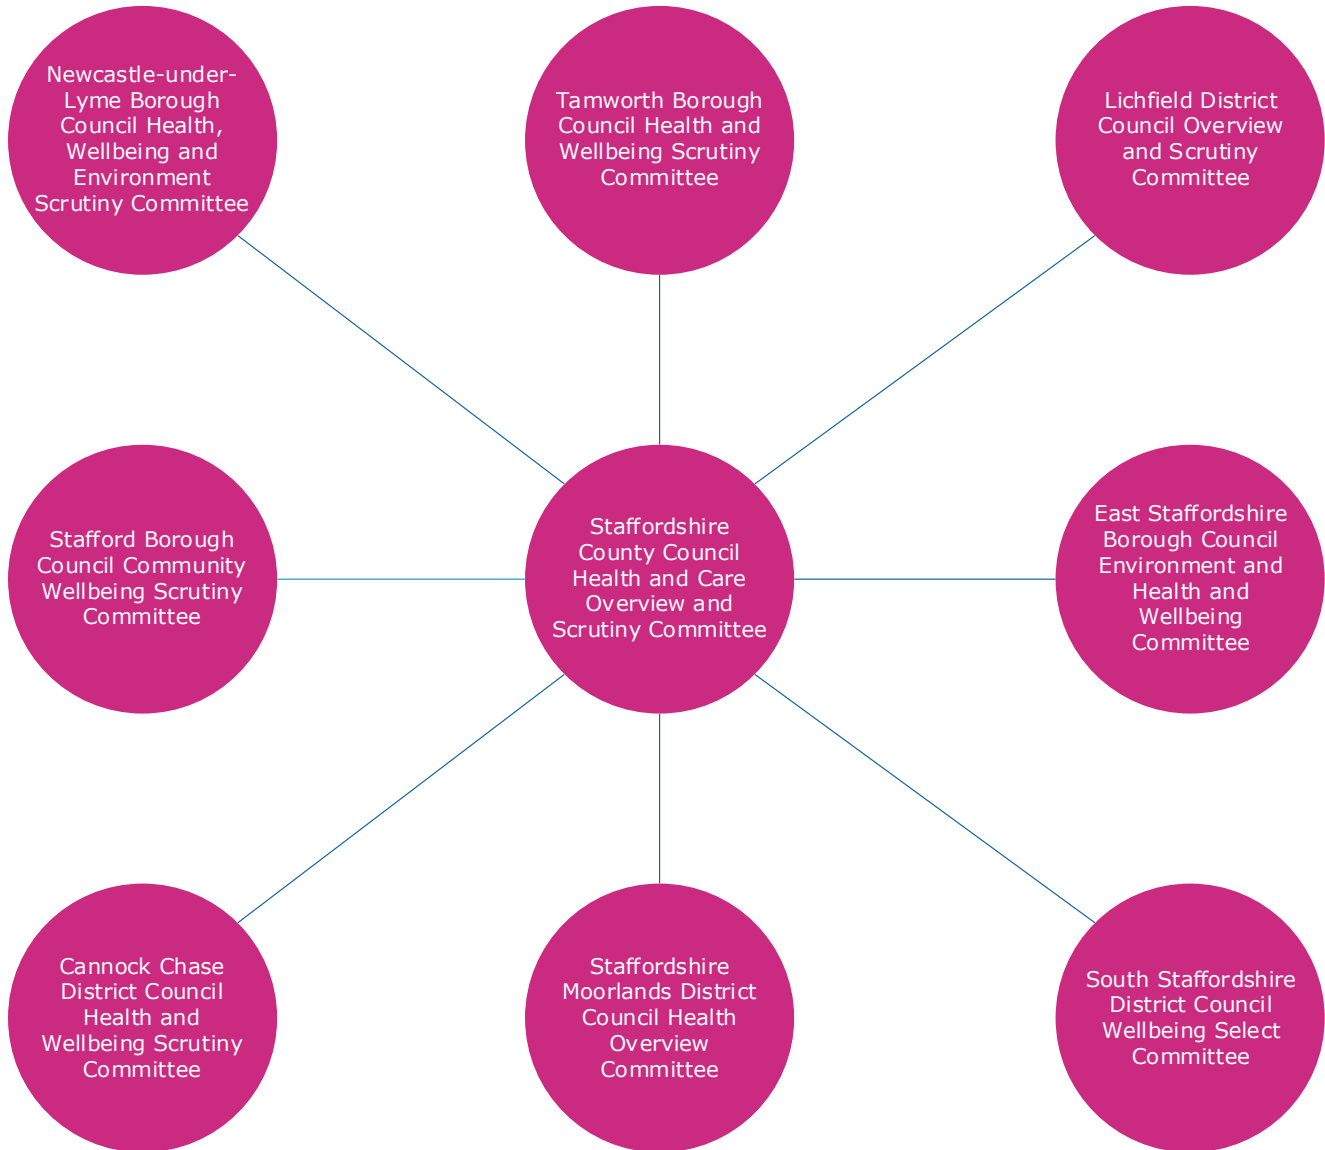 Newcastle-under-
Lyme Borough
Council Health,
Wellbeing and
Environment
Scrutiny Committee
Tamworth Borough
Council Health and
Wellbeing Scrutiny
Committee
Lichfield District
Council Overview
and Scrutiny
Committee
Stafford Borough
Council Community
Wellbeing Scrutiny
Committee
Staffordshire
County Council
Health and Care
Overview and
Scrutiny Committee
East Staffordshire
Borough Council
Environment and
Health and
Wellbeing
Committee
Cannock Chase
District Council
Health and
Wellbeing Scrutiny
Committee
Staffordshire
Moorlands District
Council Health
Overview
Committee
South Staffordshire
District Council
Wellbeing Select
Committee